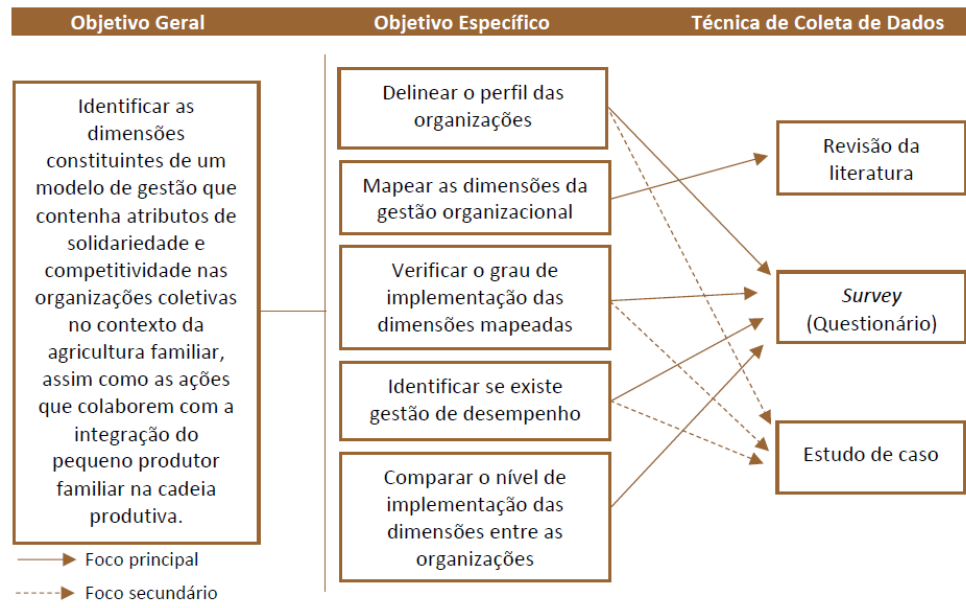 Objetivo Geral
Objetivo Específico
Técnica de Coleta de Dados
Identificar as
dimensões
constituintes de um
modelo de gestão que
contenha atributos de
solidariedade e
competitividade nas
organizações coletivas
no contexto da
agricultura familiar,
assim como as ações
que colaborem com a
integração do
pequeno produtor
familiar na cadeia
produtiva.
Delinear o perfil das
organizações
Mapear as dimensões da
gestão organizacional
Verificar o grau de
implementação das
dimensões mapeadas
Identificar se existe
gestão de desempenho
Comparar o nível de
implementação das
dimensões entre as
organizações
Revisão da
literatura
Survey
(Questionário)
Estudo de caso
Foco principal
Foco secundário